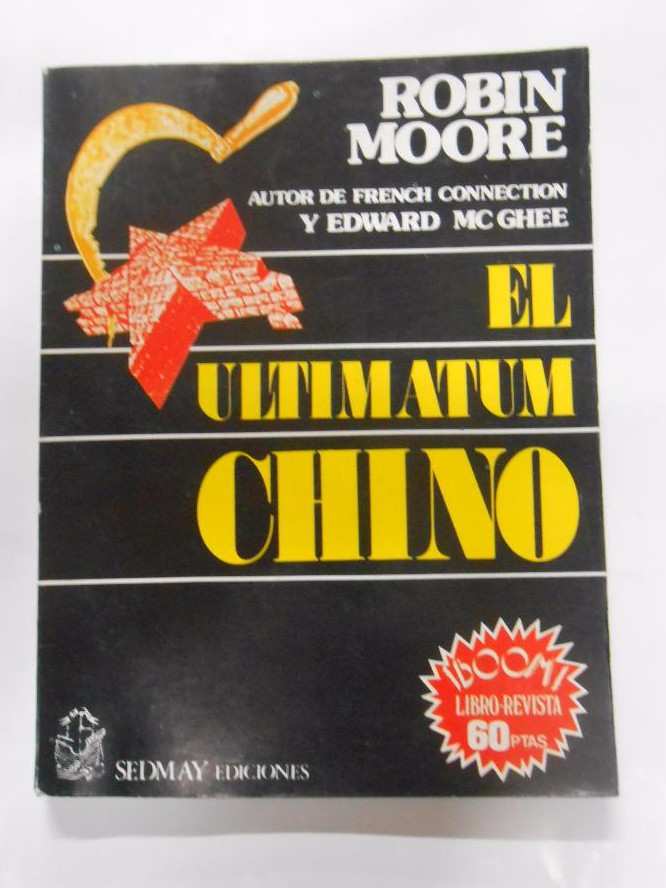 ROBIN
MOORE
AUTOR DE FRENCH CONNECTION
Y EDWARD MC GHEE
EL
ULTIMATUM
CHINO
¡BOOM!
LIBRO-REVISTA
60 PTAS
SEDMAY EDICIONES